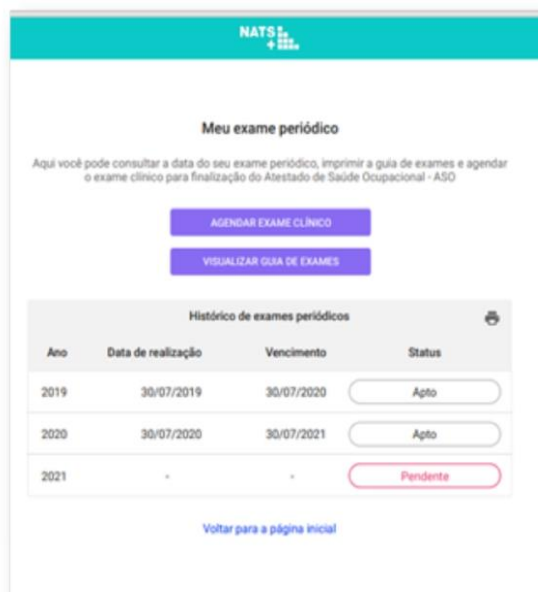 NATS
+
Meu exame periódico
Aqui você pode consultar a data do seu exame periódico, imprimir a guia de exames e agendar
o exame clínico para finalização do Atestado de Saúde Ocupacional - ASO
AGENDAR EXAME CLÍNICO
VISUALIZAR GUIA DE EXAMES
Histórico de exames periódicos
Ano Data de realização Vencimento Status
2019 30/07/2019 30/07/2020 Apto
2020 30/07/2020 30/07/2021 Apto
2021 - - Pendente
Voltar para a página inicial